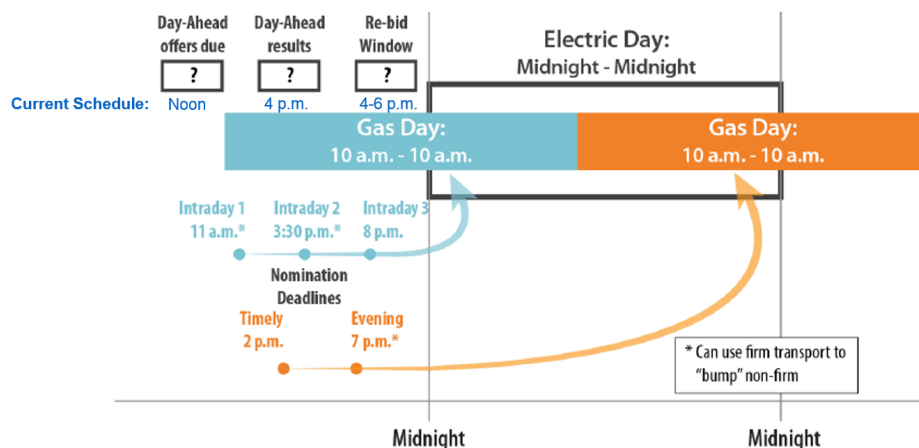 Day-Ahead
offers due
?
Day-Ahead
results
?
Re-bid
Window
?
Electric Day:
Midnight - Midnight
Current Schedule:
Noon
4 p.m.
4-6 p.m.
Gas Day:
10 a.m. - 10 a.m.
Gas Day:
10 a.m. - 10 a.m.
Intraday 1
11 a.m.*
Intraday 2
3:30 p.m.*
Intraday 3
8 p.m.
Nomination
Deadlines
Timely
2 p.m.
Evening
7 p.m.*
* Can use firm transport to
"bump" non-firm
Midnight
Midnight